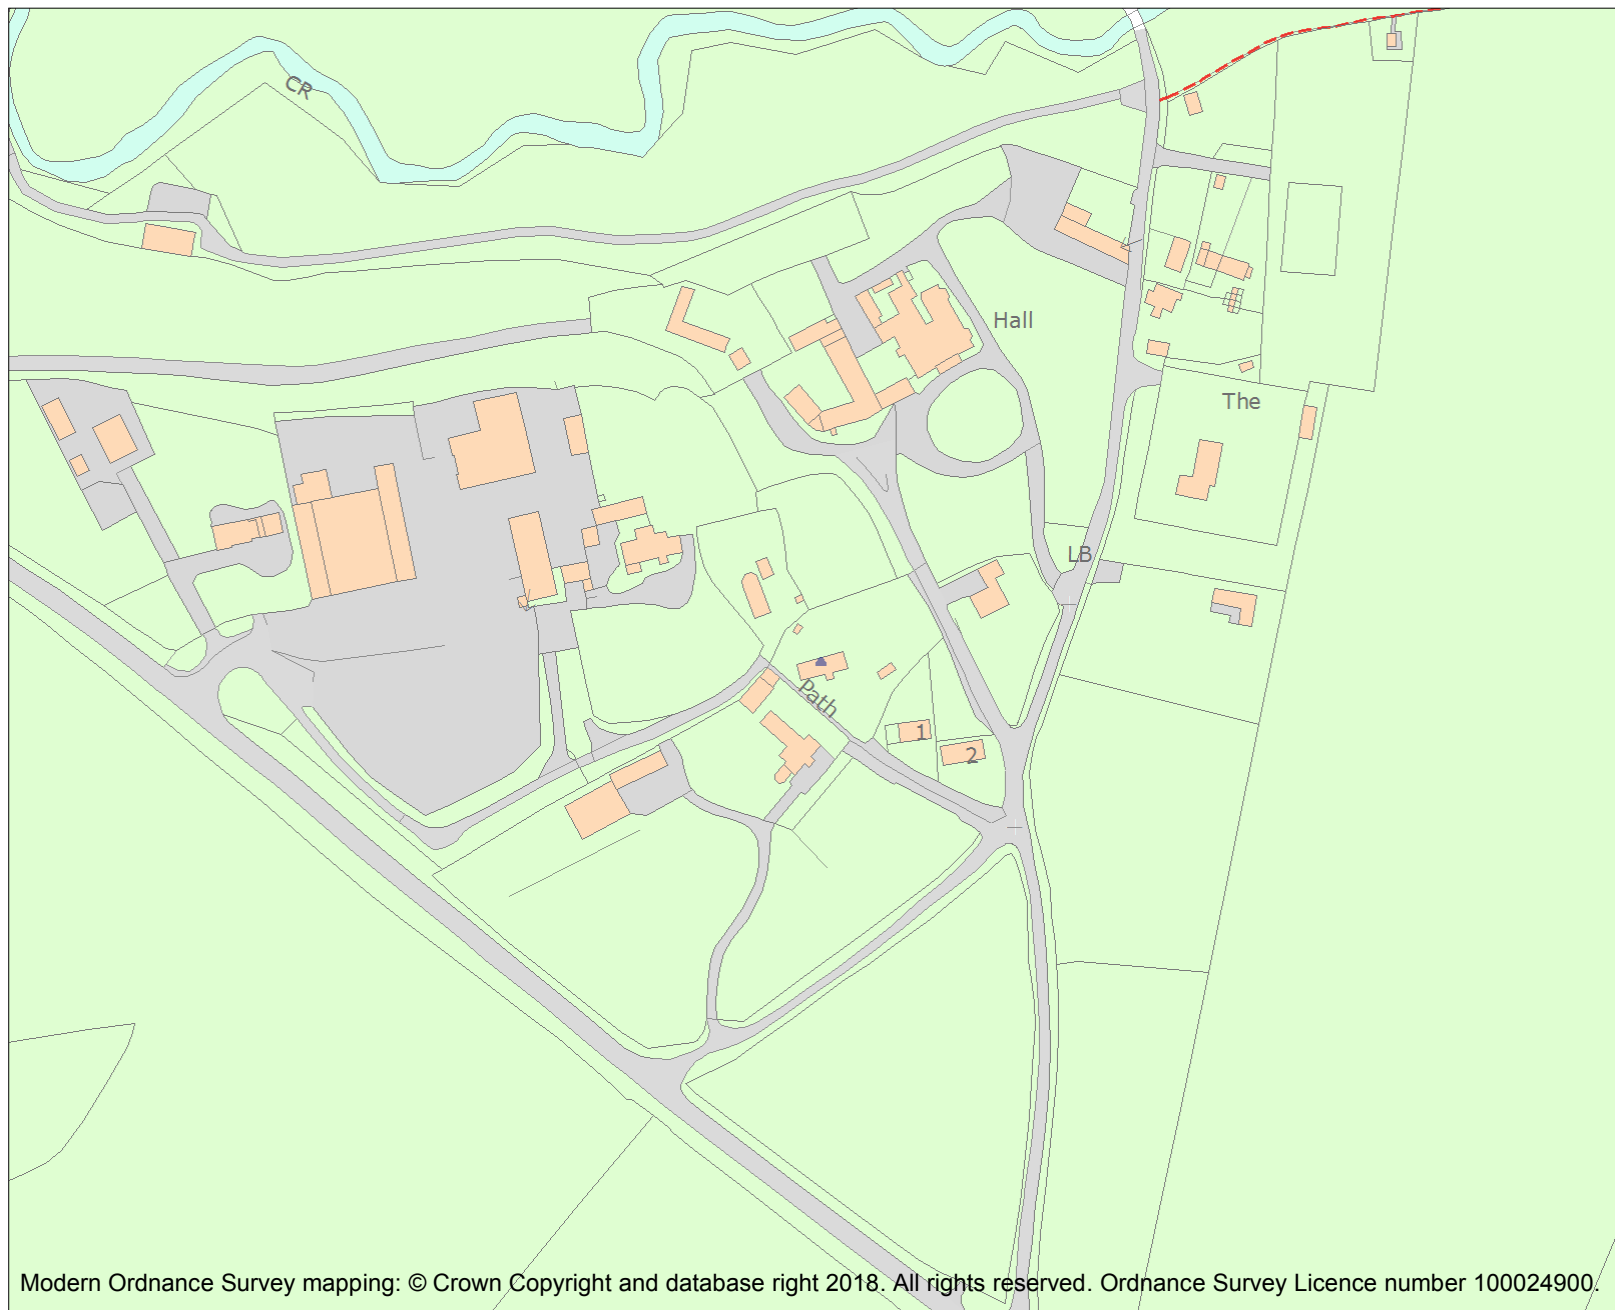 CR
Hall
The
LB
Path
1
2
Modern Ordnance Survey mapping: © Crown Copyright and database right 2018. All rights reserved. Ordnance Survey Licence number 100024900.